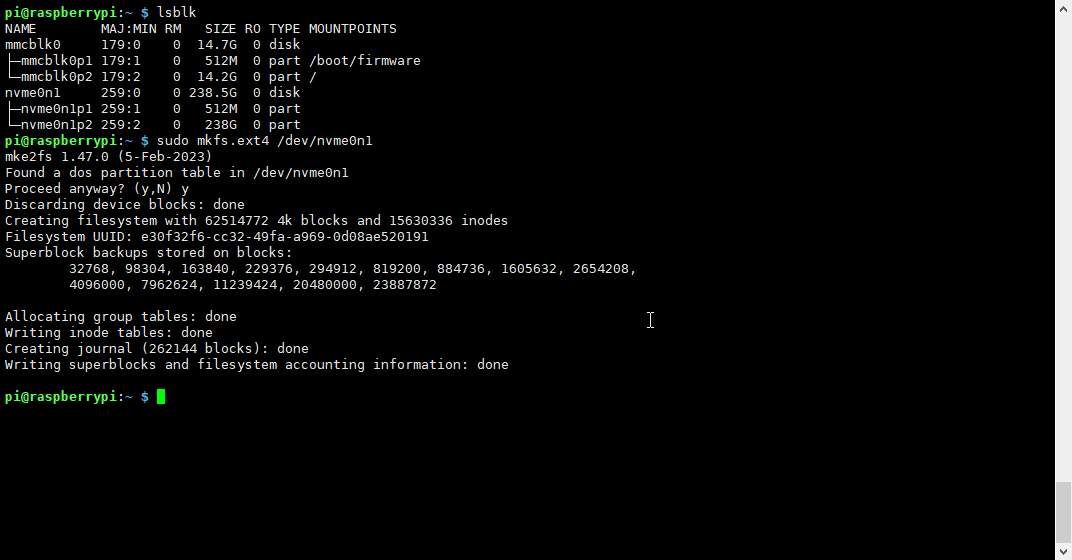 pi@raspberrypi:~ $ lsblk
NAME        MAJ:MIN RM   SIZE RO TYPE MOUNTPOINTS
mmcblk0     179:0    0  14.7G  0 disk
├─mmcblk0p1 179:1    0   512M  0 part /boot/firmware
└─mmcblk0p2 179:2    0  14.2G  0 part /
nvme0n1     259:0    0 238.5G  0 disk
├─nvme0n1p1 259:1    0   512M  0 part
└─nvme0n1p2 259:2    0   238G  0 part
pi@raspberrypi:~ $ sudo mkfs.ext4 /dev/nvme0n1
mke2fs 1.47.0 (5-Feb-2023)
Found a dos partition table in /dev/nvme0n1
Proceed anyway? (y,N) y
Discarding device blocks: done
Creating filesystem with 62514772 4k blocks and 15630336 inodes
Filesystem UUID: e30f32f6-cc32-49fa-a969-0d08ae520191
Superblock backups stored on blocks:
        32768, 98304, 163840, 229376, 294912, 819200, 884736, 1605632, 2654208,
        4096000, 7962624, 11239424, 20480000, 23887872

Allocating group tables: done
Writing inode tables: done
Creating journal (262144 blocks): done
Writing superblocks and filesystem accounting information: done

pi@raspberrypi:~ $